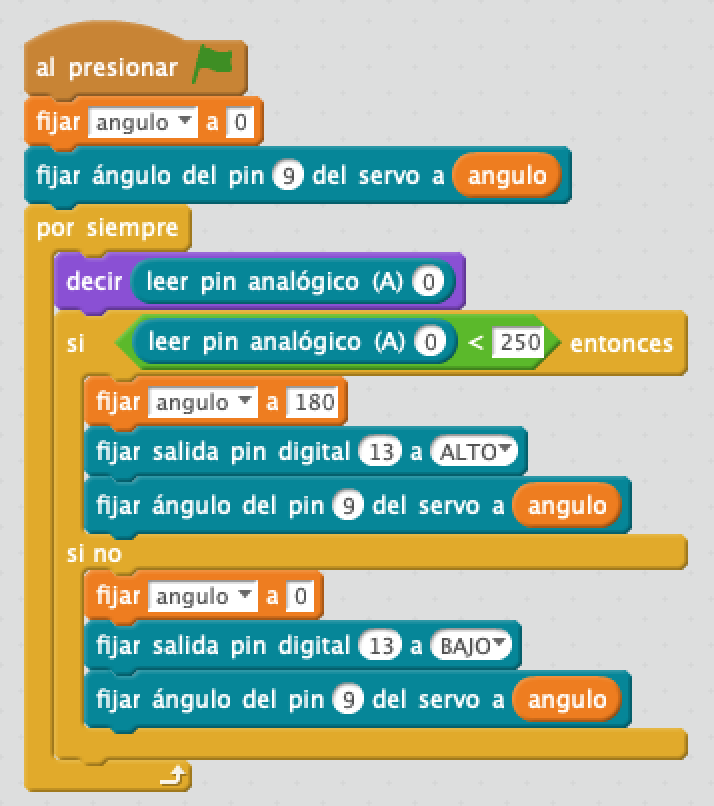 al presionar
fijar angulo a 0
fijar ángulo del pin 9 del servo a angulo
por siempre
decir leer pin analógico (A) 0
si leer pin analógico (A) 0 < 250 entonces
fijar angulo a 180
fijar salida pin digital 13 a ALTO
fijar ángulo del pin 9 del servo a angulo
si no
fijar angulo a 0
fijar salida pin digital 13 a BAJO
fijar ángulo del pin 9 del servo a angulo